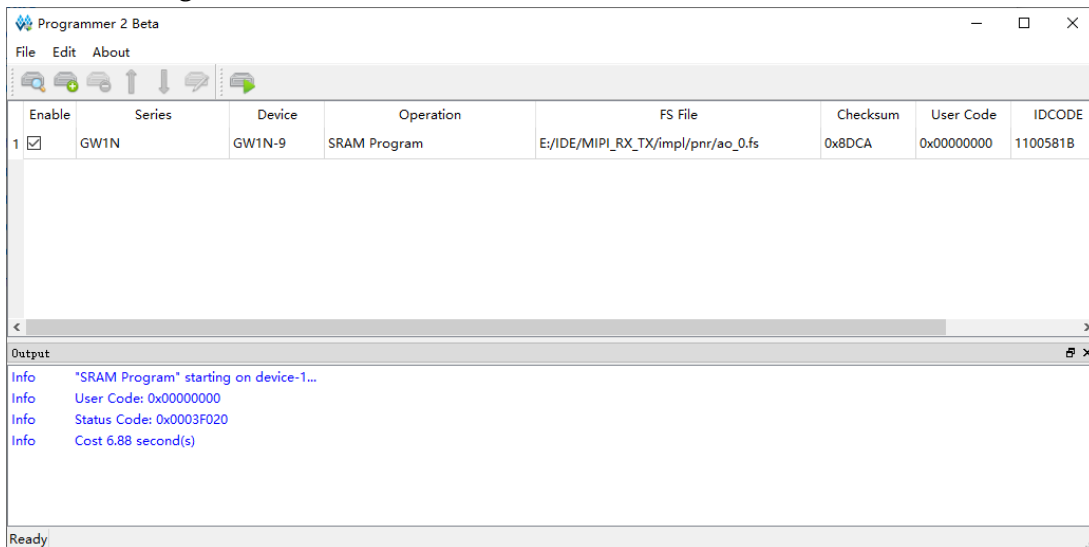 Programmer 2 Beta
File Edit About
Enable Series Device Operation FS File Checksum User Code IDCODE
1 GW1N GW1N-9 SRAM Program E:/IDE/MIPI_RX_TX/impl/pnr/ao_0.fs 0x8DCA 0x00000000 1100581B
Output
Info "SRAM Program" starting on device-1...
Info User Code: 0x00000000
Info Status Code: 0x0003F020
Info Cost 6.88 second(s)
Ready